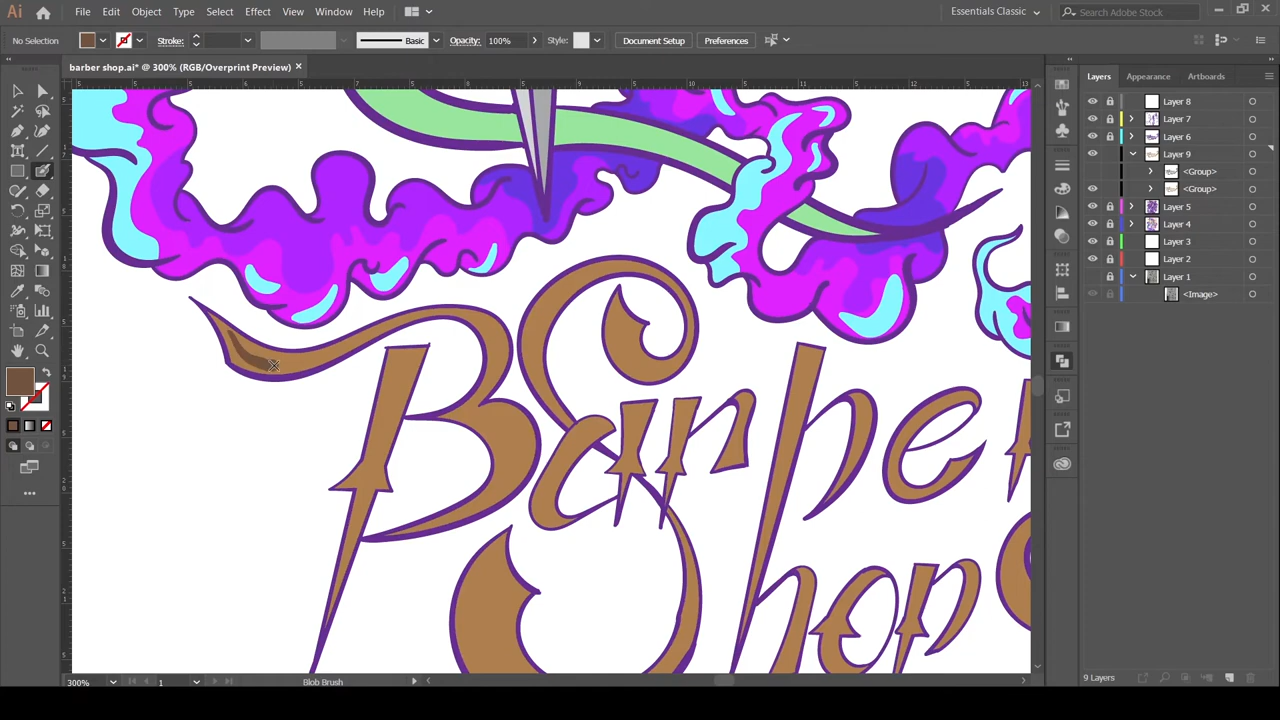 Ai File Edit Object Type Select Effect View Window Help Essentials Classic Search Adobe Stock
No Selection Stroke: Basic Opacity: 100% Style: Document Setup Preferences
barber shop.ai* @ 300% (RGB/Overprint Preview) Layers Appearance Artboards
Layer 8
Layer 7
Layer 6
Layer 9
<Group>
<Group>
Layer 5
Layer 4
Layer 3
Layer 2
Layer 1
<Image>
Barber
Shop
300% 1 Blob Brush 9 Layers